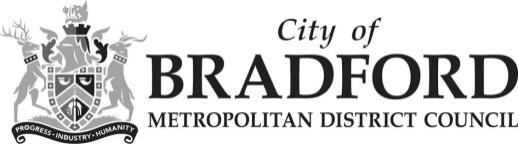 City of
BRADFORD
METROPOLITAN DISTRICT COUNCIL
PROGRESS · INDUSTRY · HUMANITY